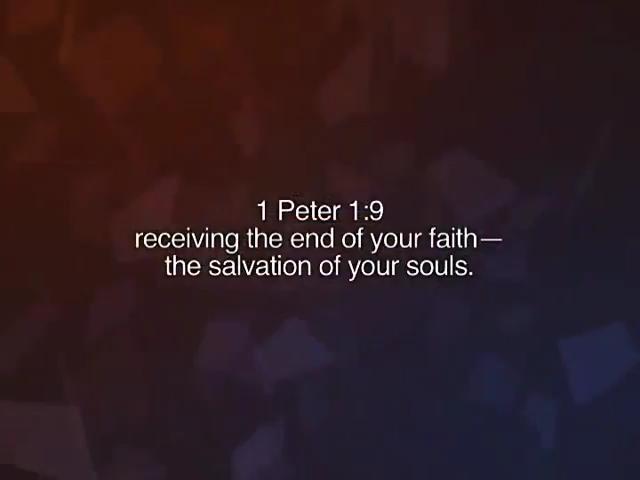 1 Peter 1:9
receiving the end of your faith—
the salvation of your souls.